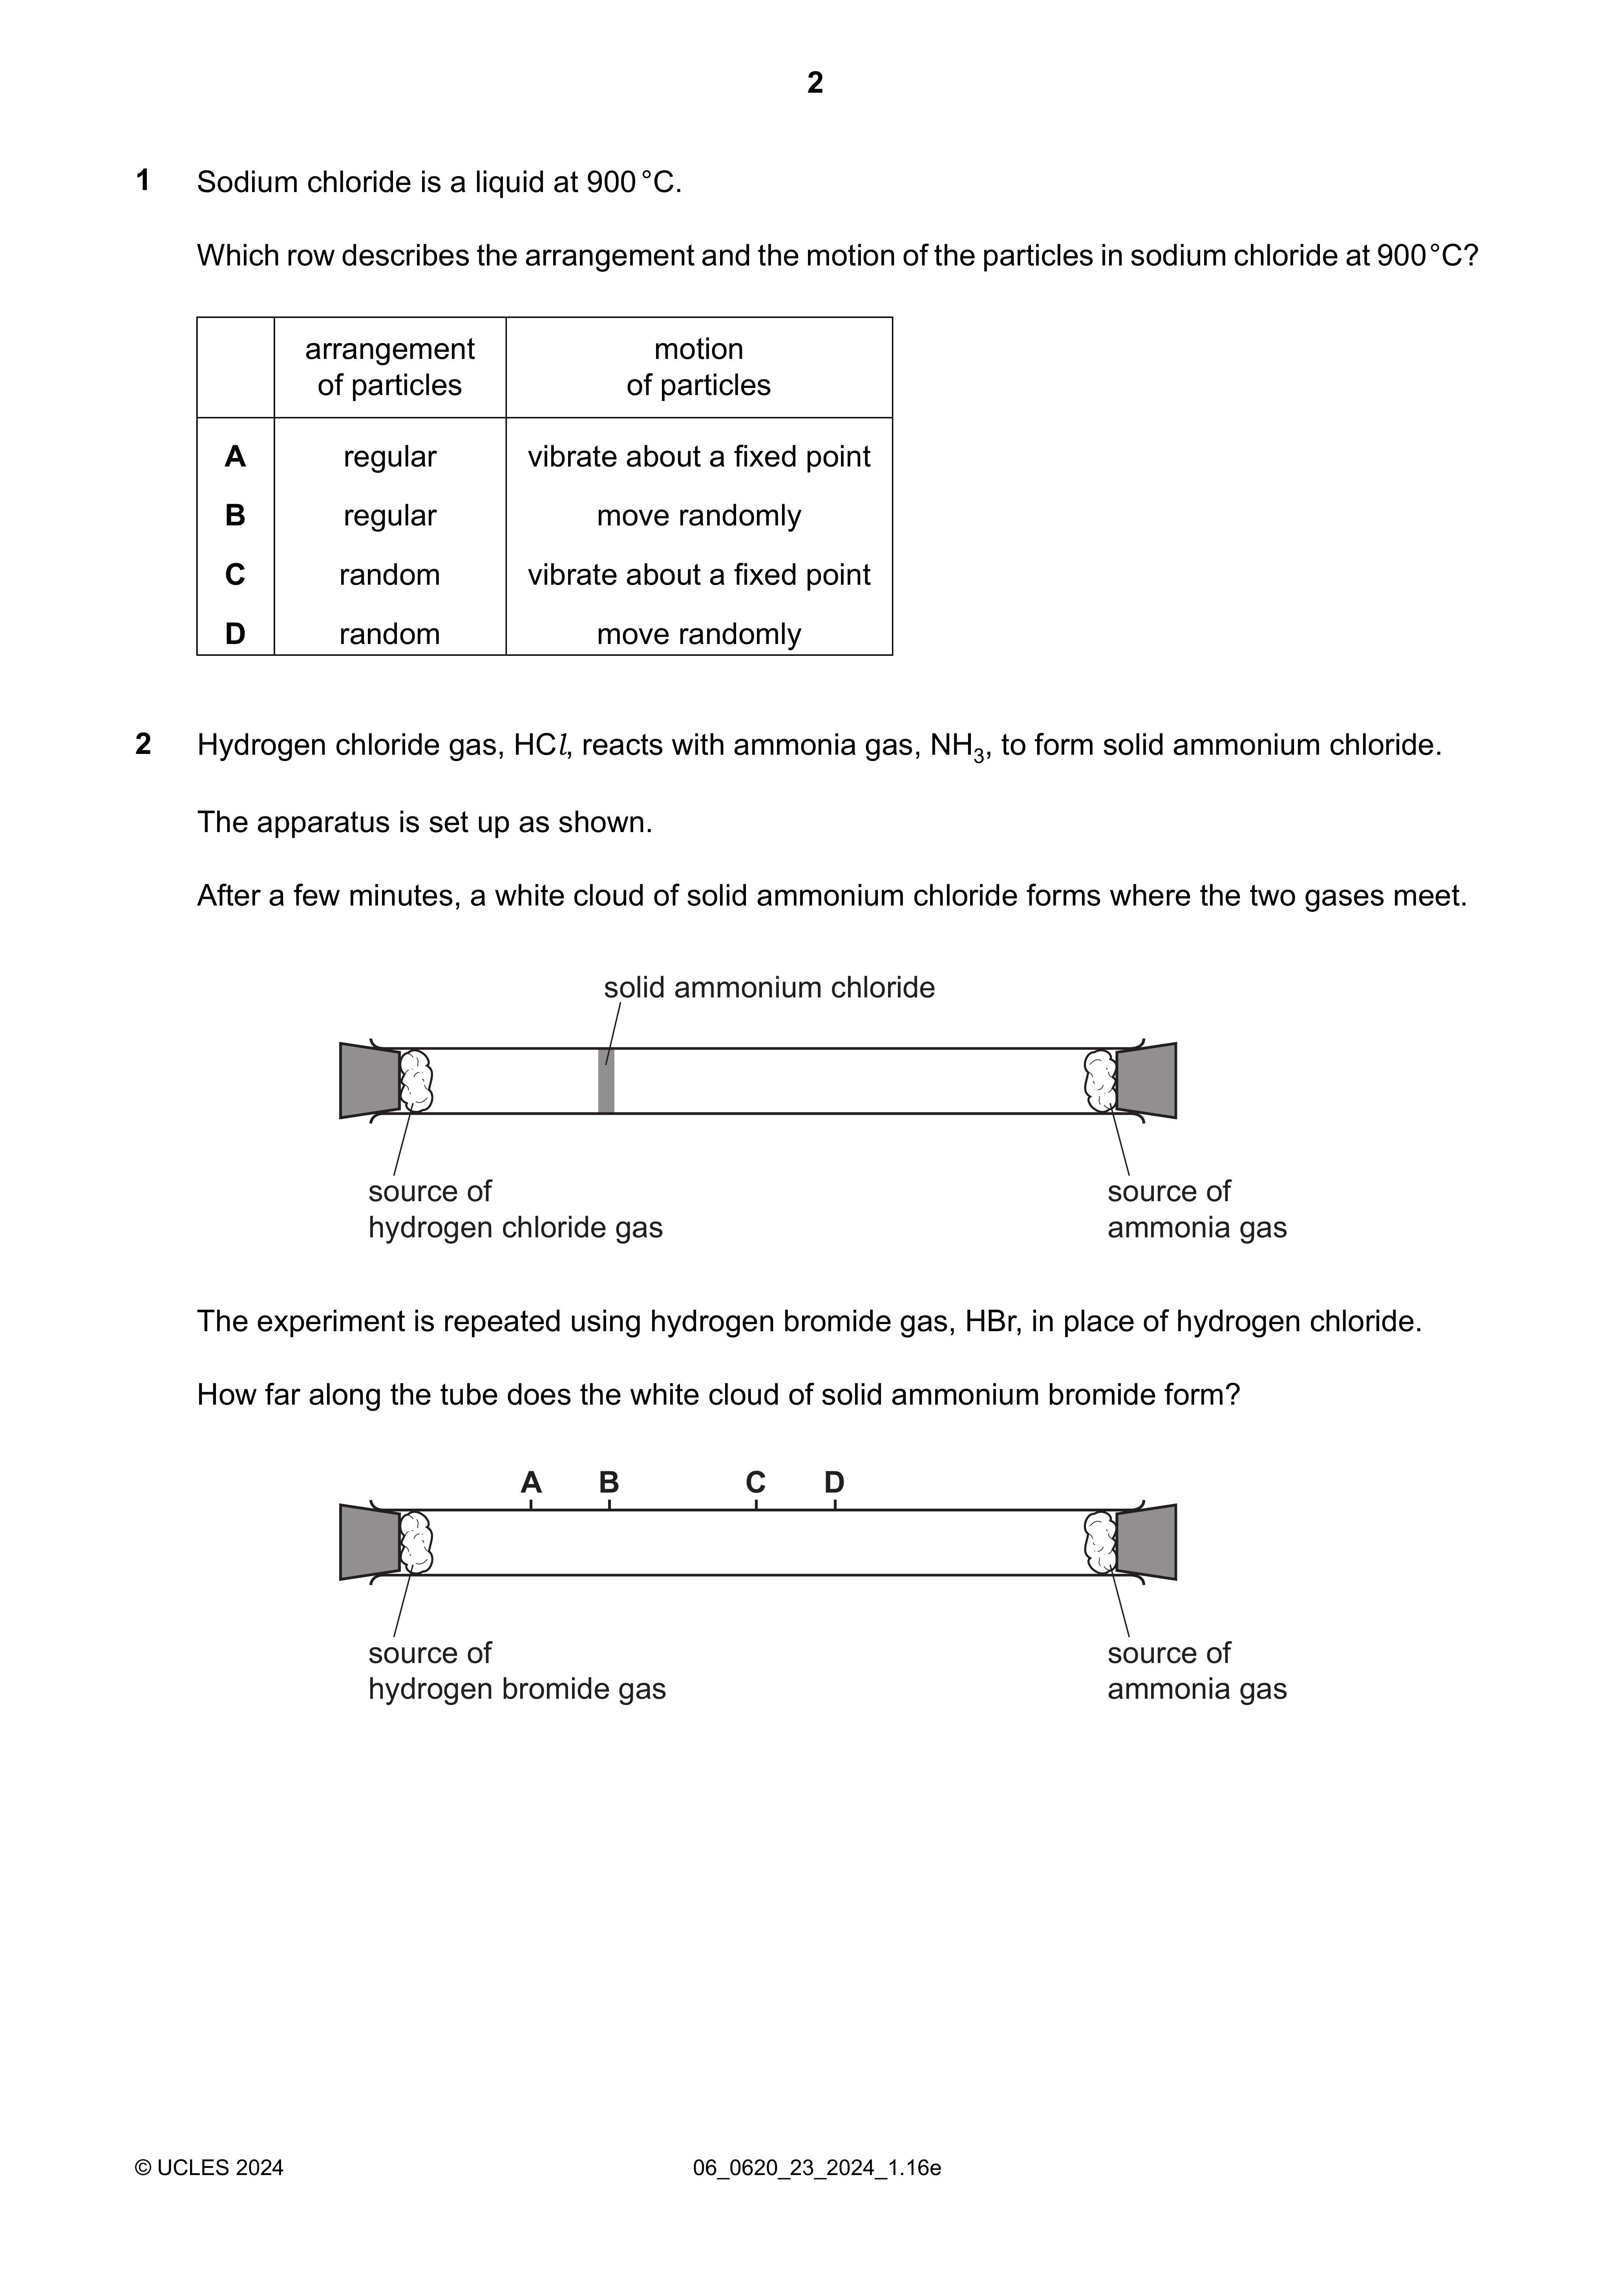 2
1 Sodium chloride is a liquid at 900 °C.
Which row describes the arrangement and the motion of the particles in sodium chloride at 900 °C?
arrangement of particles motion of particles
A regular vibrate about a fixed point
B regular move randomly
C random vibrate about a fixed point
D random move randomly
2 Hydrogen chloride gas, HCl, reacts with ammonia gas, NH₃, to form solid ammonium chloride.
The apparatus is set up as shown.
After a few minutes, a white cloud of solid ammonium chloride forms where the two gases meet.
solid ammonium chloride
source of hydrogen chloride gas
source of ammonia gas
The experiment is repeated using hydrogen bromide gas, HBr, in place of hydrogen chloride.
How far along the tube does the white cloud of solid ammonium bromide form?
A B C D
source of hydrogen bromide gas
source of ammonia gas
© UCLES 2024 06_0620_23_2024_1.16e